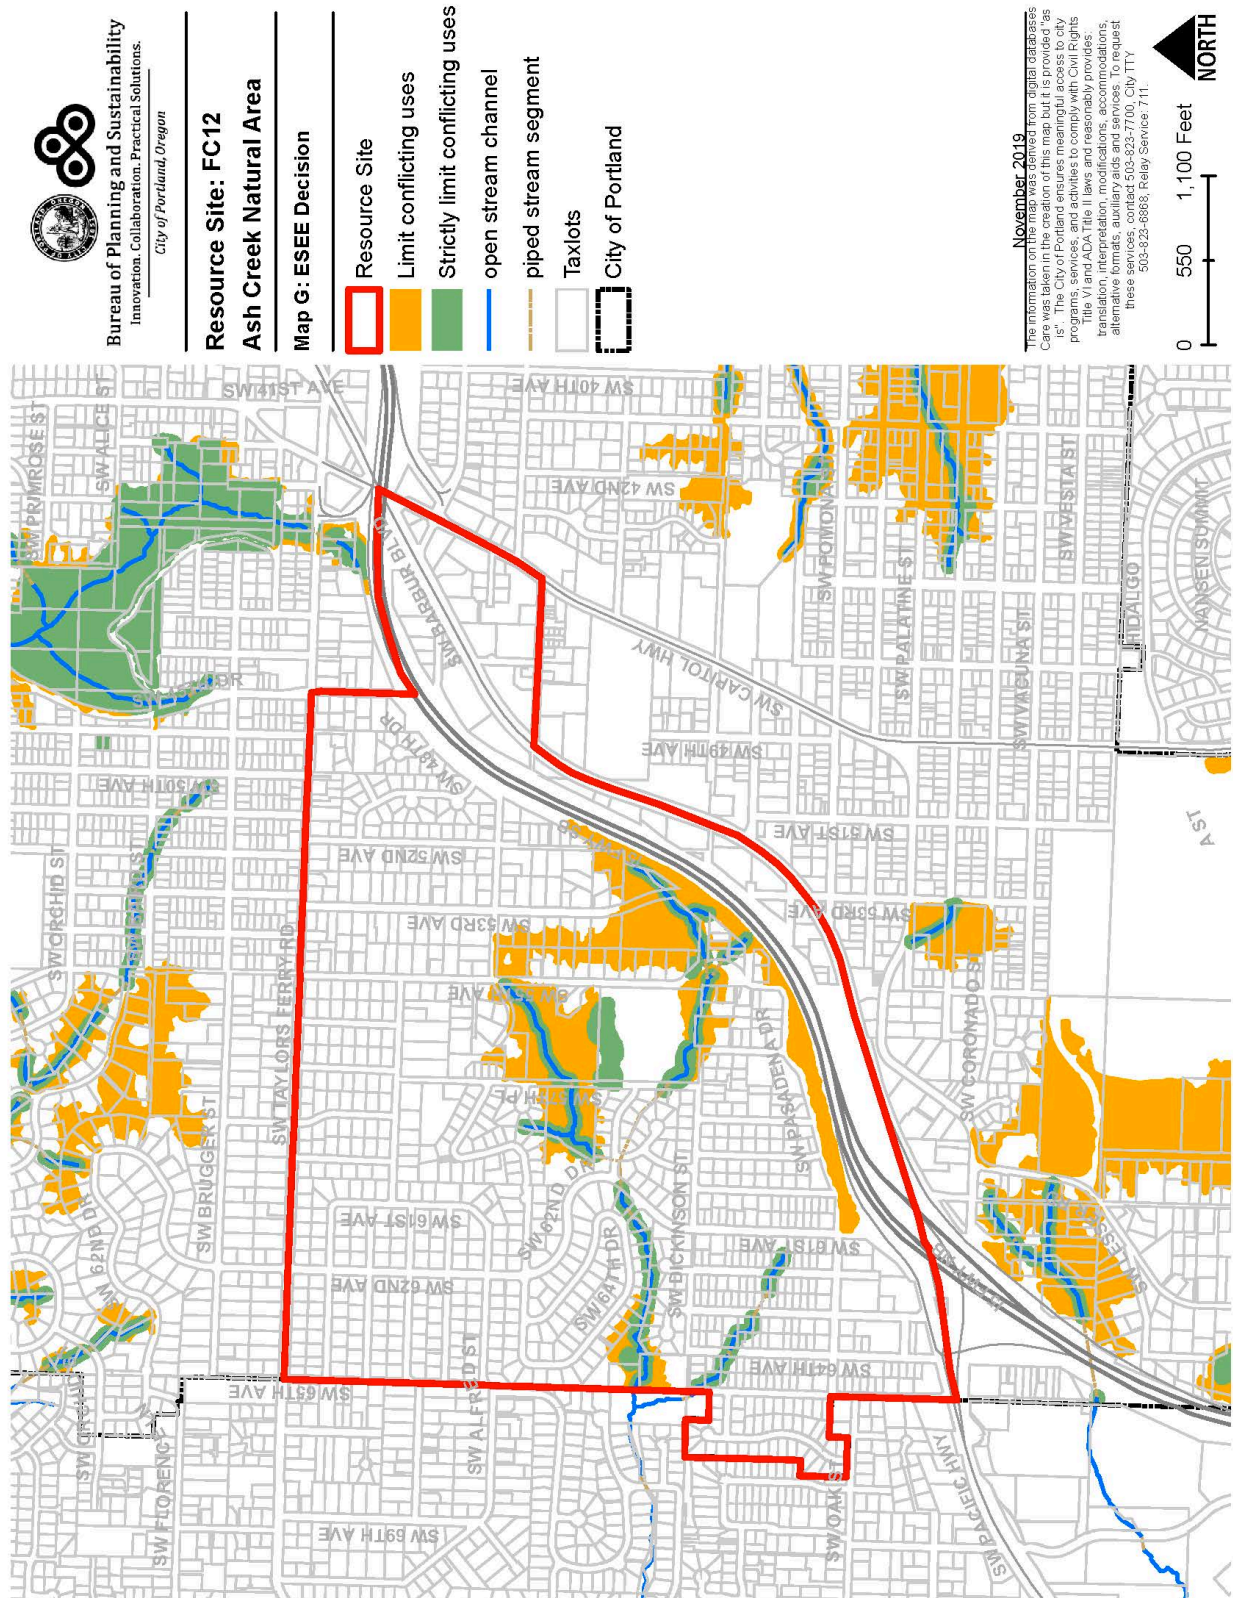 Bureau of Planning and Sustainability
Innovation. Collaboration. Practical Solutions.
City of Portland, Oregon
Resource Site: FC12
Ash Creek Natural Area
Map G: ESEE Decision
Resource Site
Limit conflicting uses
Strictly limit conflicting uses
open stream channel
piped stream segment
Taxlots
City of Portland
November 2019
The information on the map was derived from digital databases
Care was taken in the creation of this map but it is provided "as
is". The City of Portland ensures meaningful access to city
programs, services, and activities to comply with Civil Rights
Title VI and ADA Title II laws and reasonably provides:
translation, interpretation, modifications, accommodations,
alternative formats, auxiliary aids and services. To request
these services, contact 503-823-7700, City TTY
503-823-6868, Relay Service: 711.
0 550 1,100 Feet
NORTH
SW PRIMROSE ST
SW ALICE ST
SW 41ST AVE
SW 40TH AVE
SW 42ND AVE
SW BARBUR BLVD
SW CAPITOL HWY
SW POMONA
SW PALATINE ST
SW VESTA ST
SW VACUNA ST
HIDALGO
HANSEN SUMMIT
SW 48TH DR
SW 49TH AVE
SW 50TH AVE
SW 51ST AVE
SW 52ND AVE
SW 53RD AVE
SW 53RD AVE
SW ORCHID ST
SW TAYLORS FERRY RD
SW BRUGGER ST
SW 57TH PL
SW PASADENA DR
SW CORONADO ST
A ST
SW 62ND DR
SW 61ST AVE
SW 62ND AVE
SW 62ND D
SW 64TH DR
SW DICKINSON ST
SW 61ST AVE
SW 64TH AVE
SW LESS
SW 65TH AVE
SW ALFRED ST
SW FLORENC
SW 69TH AVE
SW OAK ST
SW PACIFIC HWY